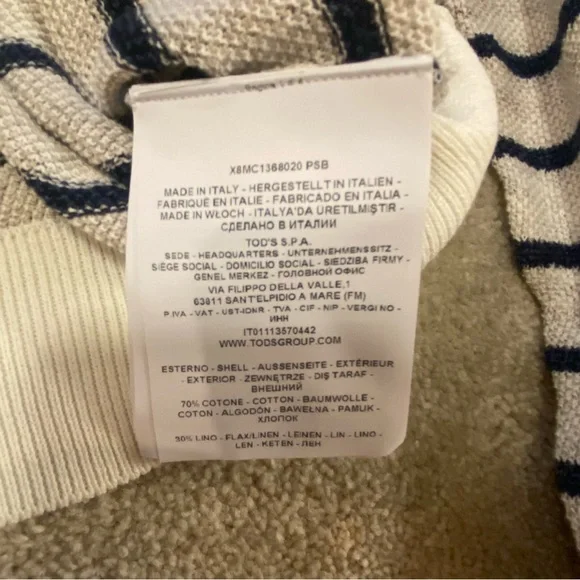 X8MC1368020 PSB
MADE IN ITALY - HERGESTELLT IN ITALIEN -
FABRIQUÉ EN ITALIE - FABRICADO EN ITALIA -
MADE IN WŁOCH - ITALYA'DA ÜRETILMIŞTIR -
СДЕЛАНО В ИТАЛИИ
TOD'S S.P.A.
SEDE - HEADQUARTERS - UNTERNEHMENSSITZ -
SIÈGE SOCIAL - DOMICILIO SOCIAL - SIEDZIBA FIRMY -
GENEL MERKEZ - ГОЛОВНОЙ ОФИС
VIA FILIPPO DELLA VALLE,1
63811 SANT'ELPIDIO A MARE (FM)
P.IVA - VAT - UST-IDNR - TVA - CIF - NIP - VERGI NO -
ИНН
IT01113570442
WWW.TODSGROUP.COM
ESTERNO - SHELL - AUSSENSEITE - EXTÉRIEUR
- EXTERIOR - ZEWNĘTRZE - DIŞ TARAF -
ВНЕШНИЙ
70% COTONE - COTTON - BAUMWOLLE -
COTON - ALGODÓN - BAWEŁNA - PAMUK -
ХЛОПОК
30% LINO - FLAX/LINEN - LEINEN - LIN - LINO -
LEN - KETEN - ЛЕН